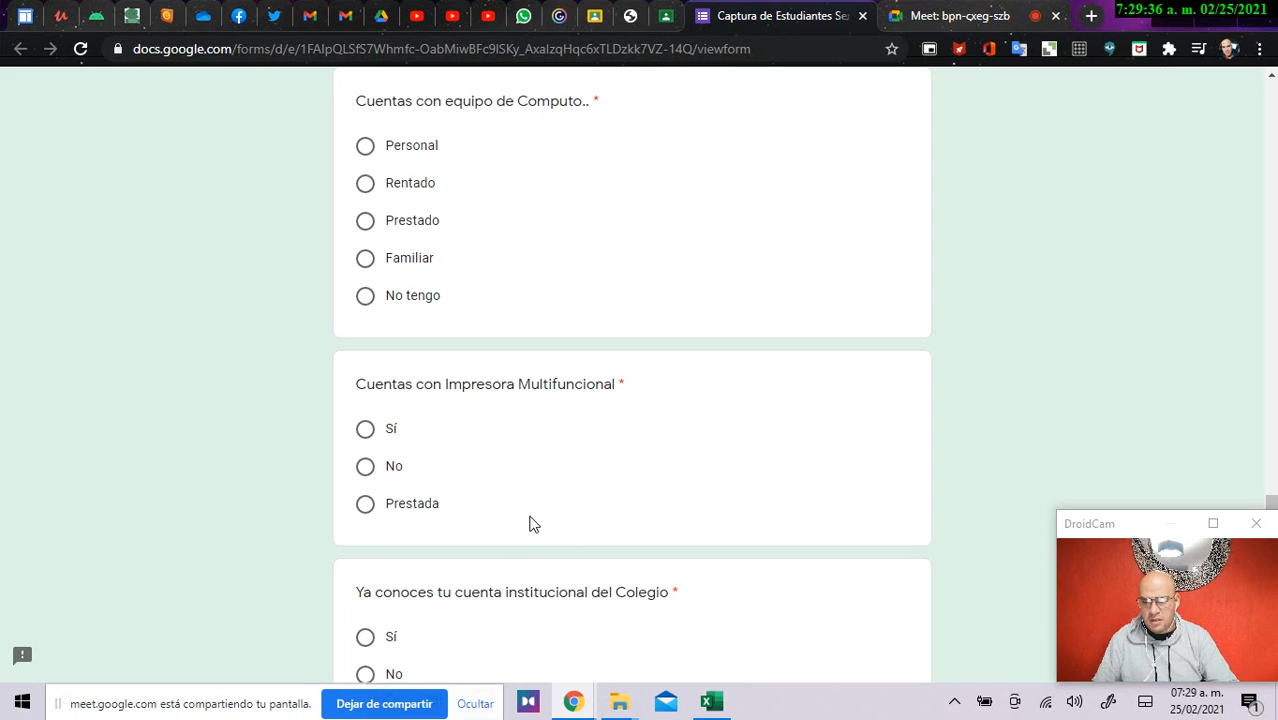 7:29:36 a. m. 02/25/2021
Captura de Estudiantes Se
Meet: bpn-cxeg-szb
docs.google.com/forms/d/e/1FAIpQLSfS7Whmfc-OabMiwBFc9lSKy_AxaIzqHqc6xTLDzkk7VZ-14Q/viewform
Cuentas con equipo de Computo.. *
Personal
Rentado
Prestado
Familiar
No tengo
Cuentas con Impresora Multifuncional *
Sí
No
Prestada
DroidCam
Ya conoces tu cuenta institucional del Colegio *
Sí
No
meet.google.com está compartiendo tu pantalla.
Dejar de compartir
Ocultar
07:29 a. m.
25/02/2021
1